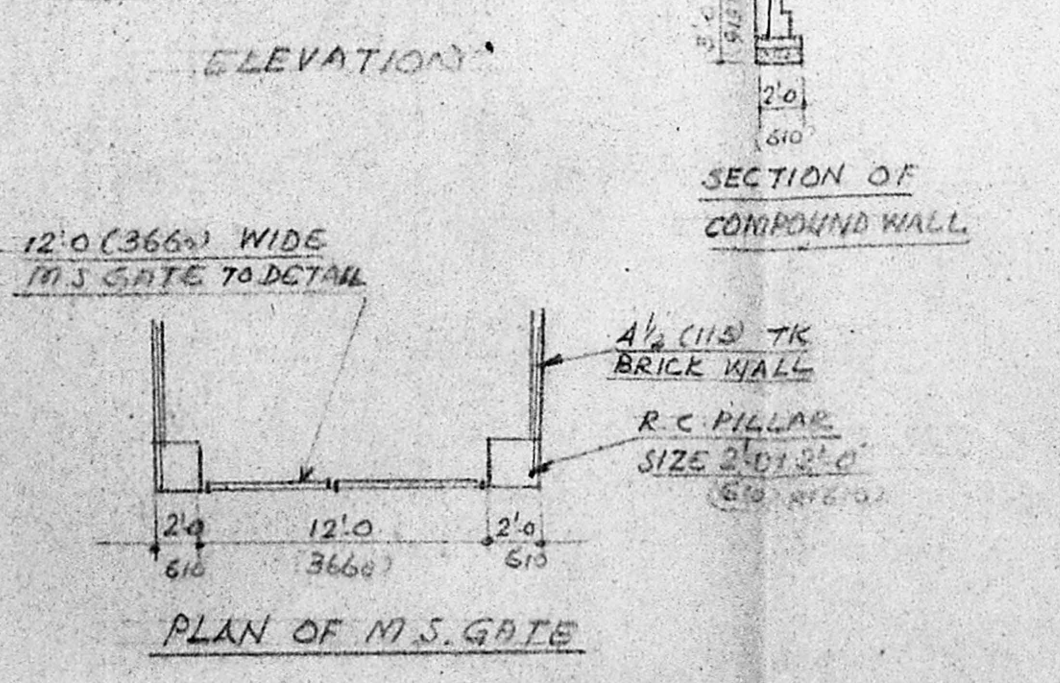 ELEVATION
2'.0
(610)
SECTION OF
COMPOUND WALL
12'.0 (3660) WIDE
M S GATE TO DETAIL
4½ (115) TK
BRICK WALL
R.C. PILLAR
SIZE 2'.0 x 2'.0
2'.0
12'.0
2'.0
610
(3660)
610
PLAN OF M.S. GATE